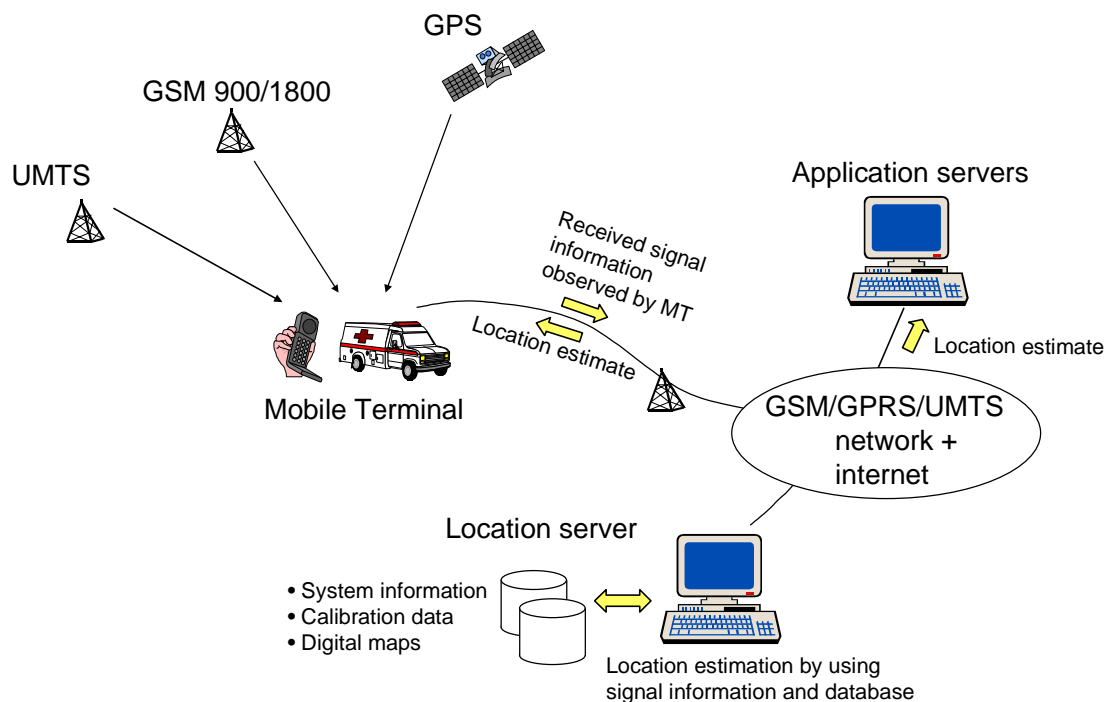 GPS
GSM 900/1800
UMTS
Application servers
Received signal
information
observed by MT
Location estimate
Location estimate
Mobile Terminal
GSM/GPRS/UMTS
network +
internet
Location server
• System information
• Calibration data
• Digital maps
Location estimation by using
signal information and database